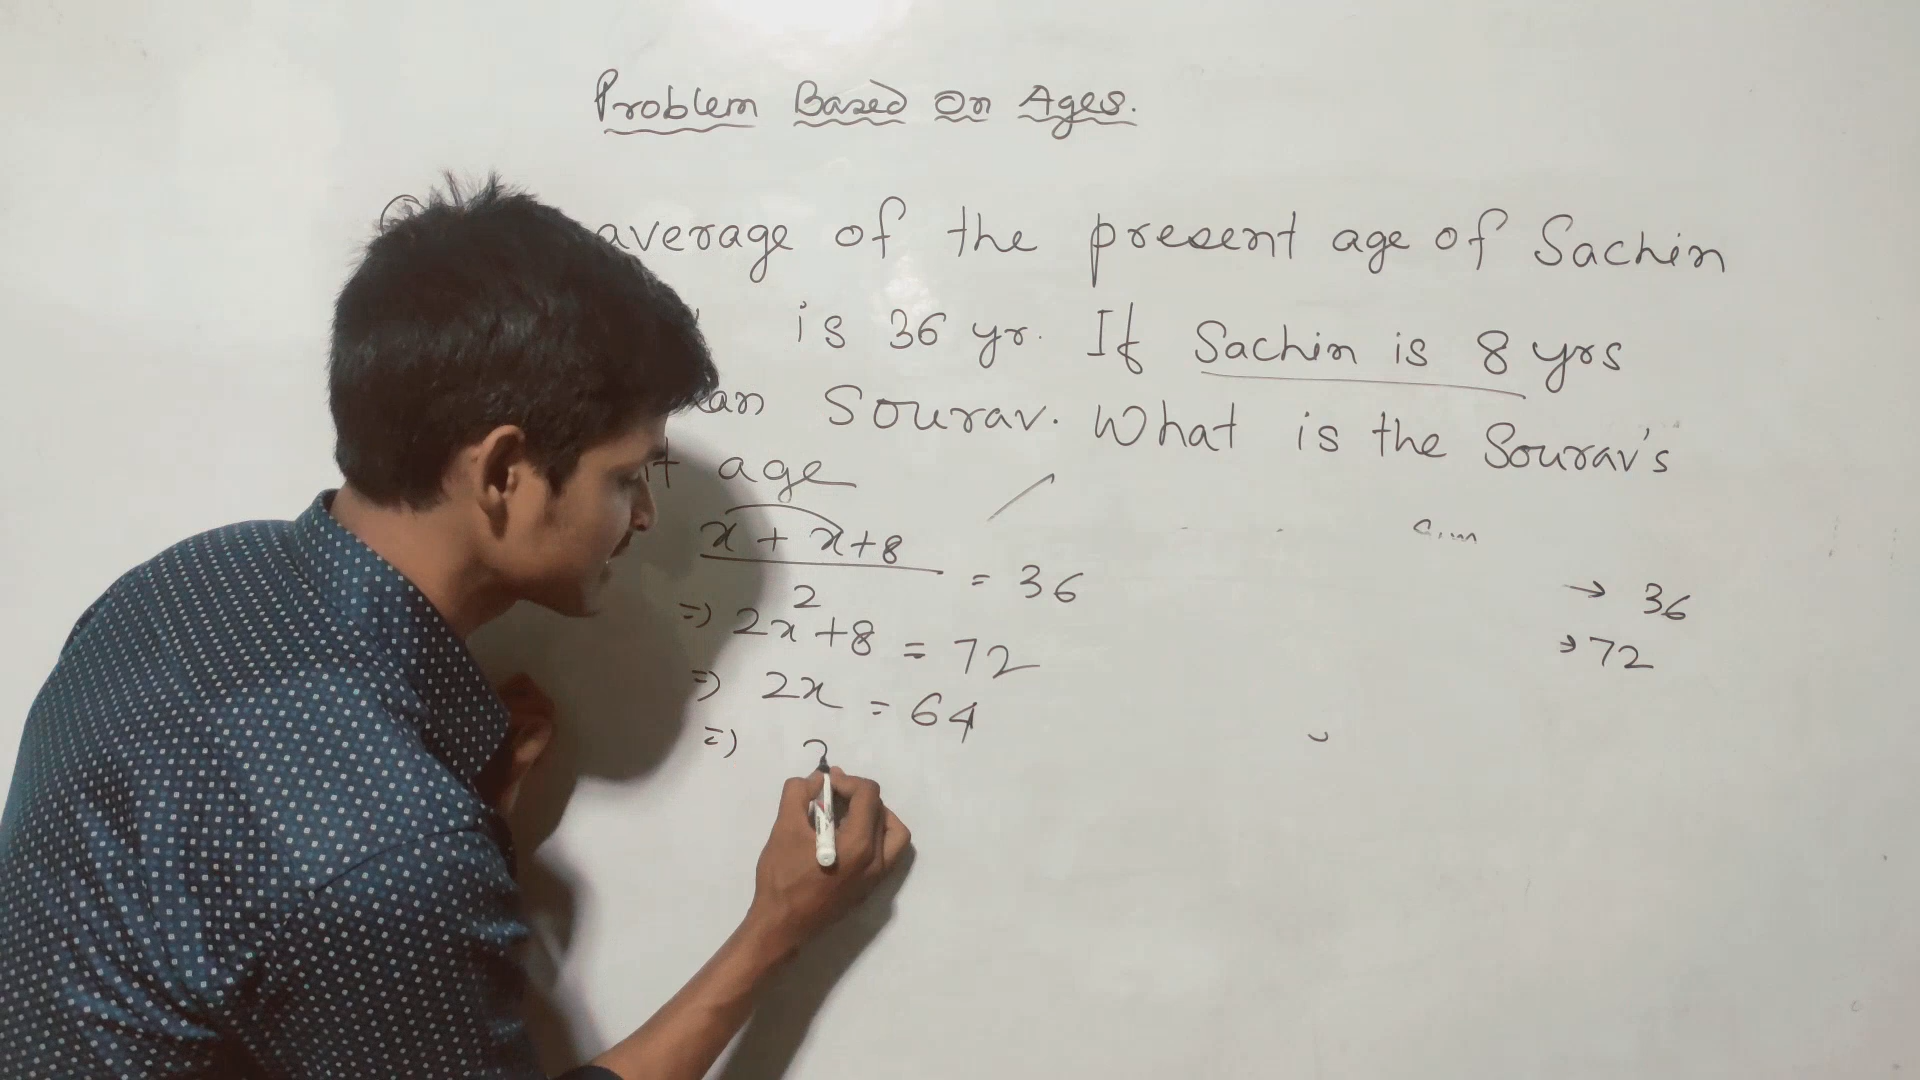 Problem Based On Ages.
average of the present age of Sachin
is 36 yr. If Sachin is 8 yrs
Sourav. What is the Sourav's
age
x + x+8
= 36
2
=) 2x+8 = 72
=) 2x = 64
=)
→ 36
→ 72